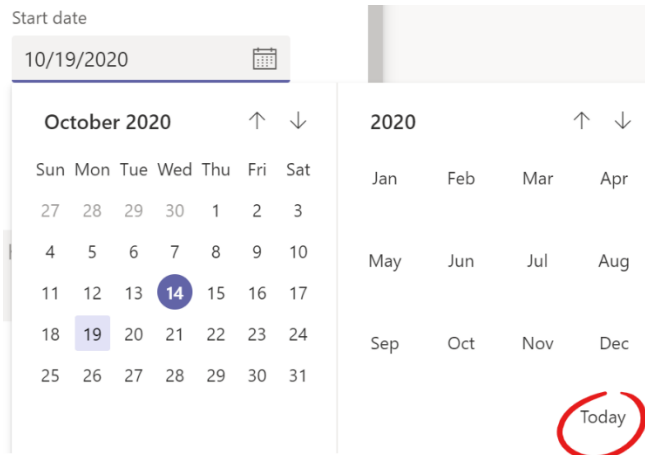 Start date
10/19/2020
October 2020
Sun Mon Tue Wed Thu Fri Sat
27 28 29 30 1 2 3
4 5 6 7 8 9 10
11 12 13 14 15 16 17
18 19 20 21 22 23 24
25 26 27 28 29 30 31
2020
Jan Feb Mar Apr
May Jun Jul Aug
Sep Oct Nov Dec
Today